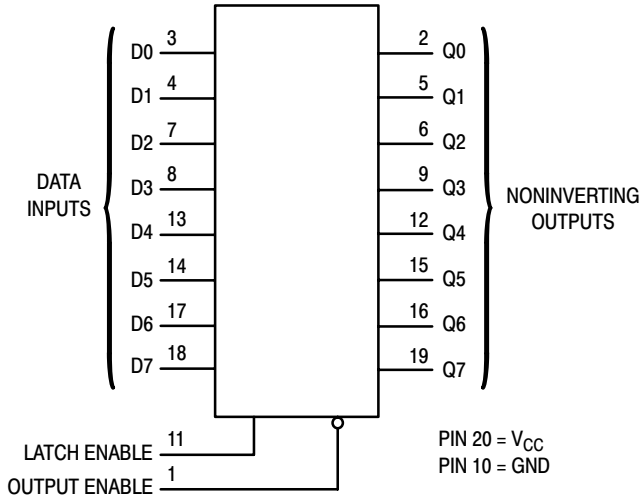 D0 3
D1 4
D2 7
D3 8
D4 13
D5 14
D6 17
D7 18
DATA
INPUTS
2 Q0
5 Q1
6 Q2
9 Q3
12 Q4
15 Q5
16 Q6
19 Q7
NONINVERTING
OUTPUTS
LATCH ENABLE 11
OUTPUT ENABLE 1
PIN 20 = VCC
PIN 10 = GND